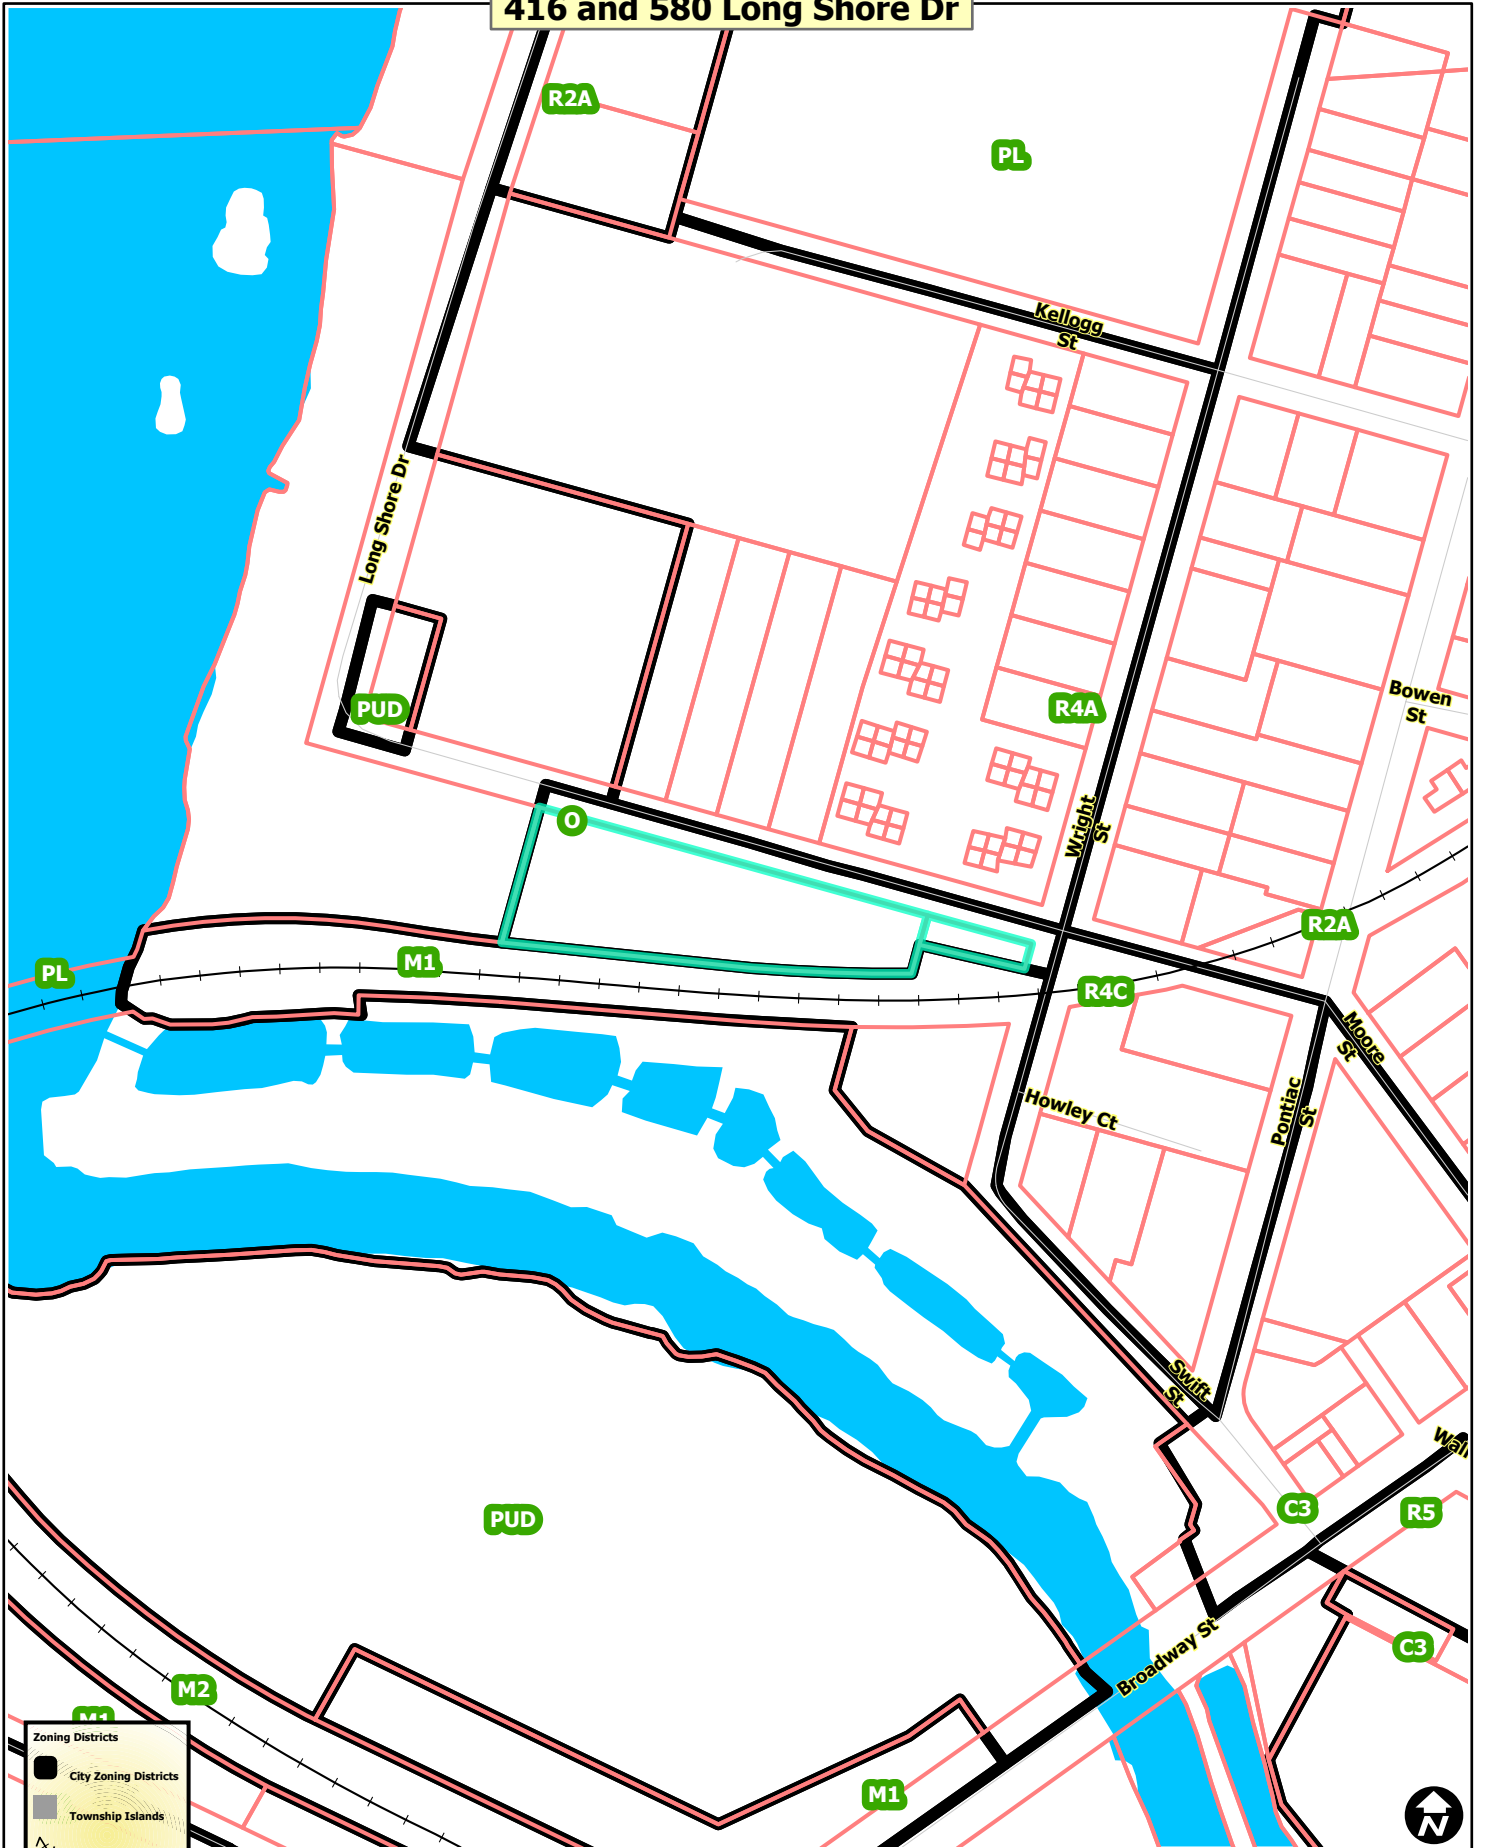 416 and 580 Long Shore Dr
R2A
PL
Kellogg
St
Long Shore Dr
PUD
R4A
Bowen
St
O
Wright
St
R2A
PL
M1
R4C
Moore
St
Howley Ct
Pontiac
St
Swift
St
PUD
C3
R5
Broadway St
C3
M2
M1
M1
Zoning Districts
City Zoning Districts
Township Islands
N